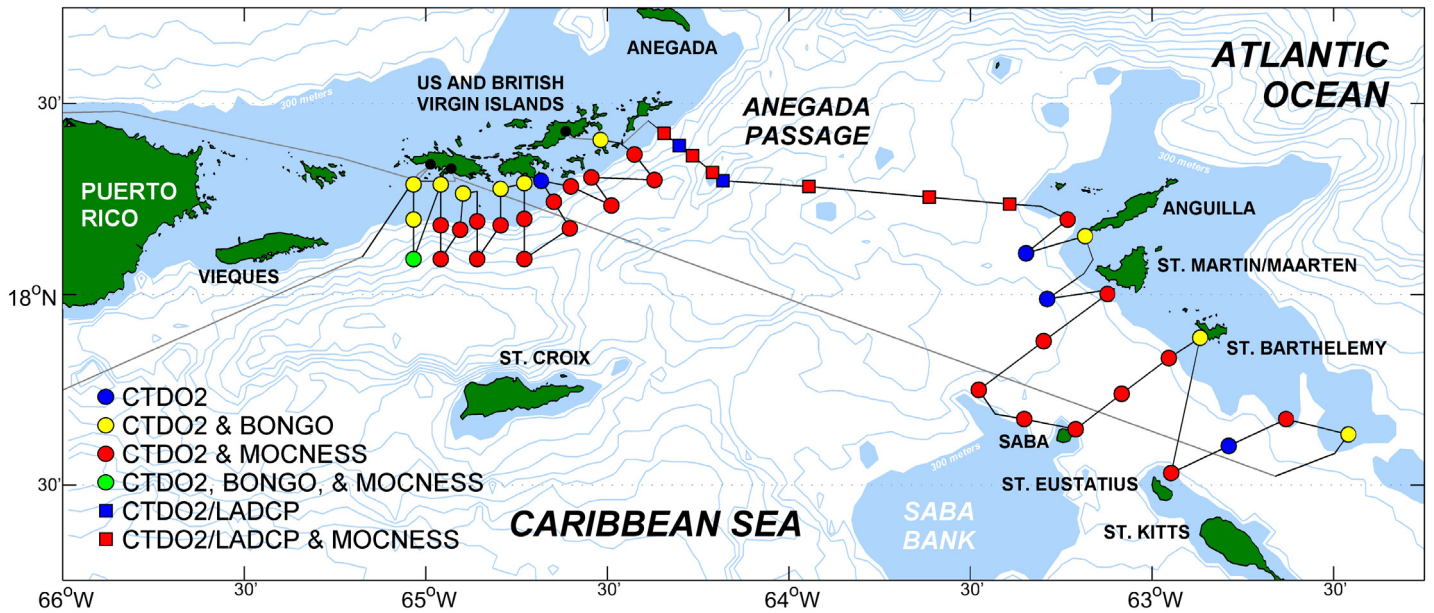 ANEGADA
ATLANTIC
OCEAN
US AND BRITISH
VIRGIN ISLANDS
300 meters
30'
ANEGADA
PASSAGE
300 meters
PUERTO
RICO
ANGUILLA
VIEQUES
ST. MARTIN/MAARTEN
18°N
ST. CROIX
ST. BARTHELEMY
CTDO2
CTDO2 & BONGO
CTDO2 & MOCNESS
CTDO2, BONGO, & MOCNESS
CTDO2/LADCP
CTDO2/LADCP & MOCNESS
SABA
300 meters
30'
ST. EUSTATIUS
CARIBBEAN SEA
SABA
BANK
ST. KITTS
66°W
30'
65°W
30'
64°W
30'
63°W
30'